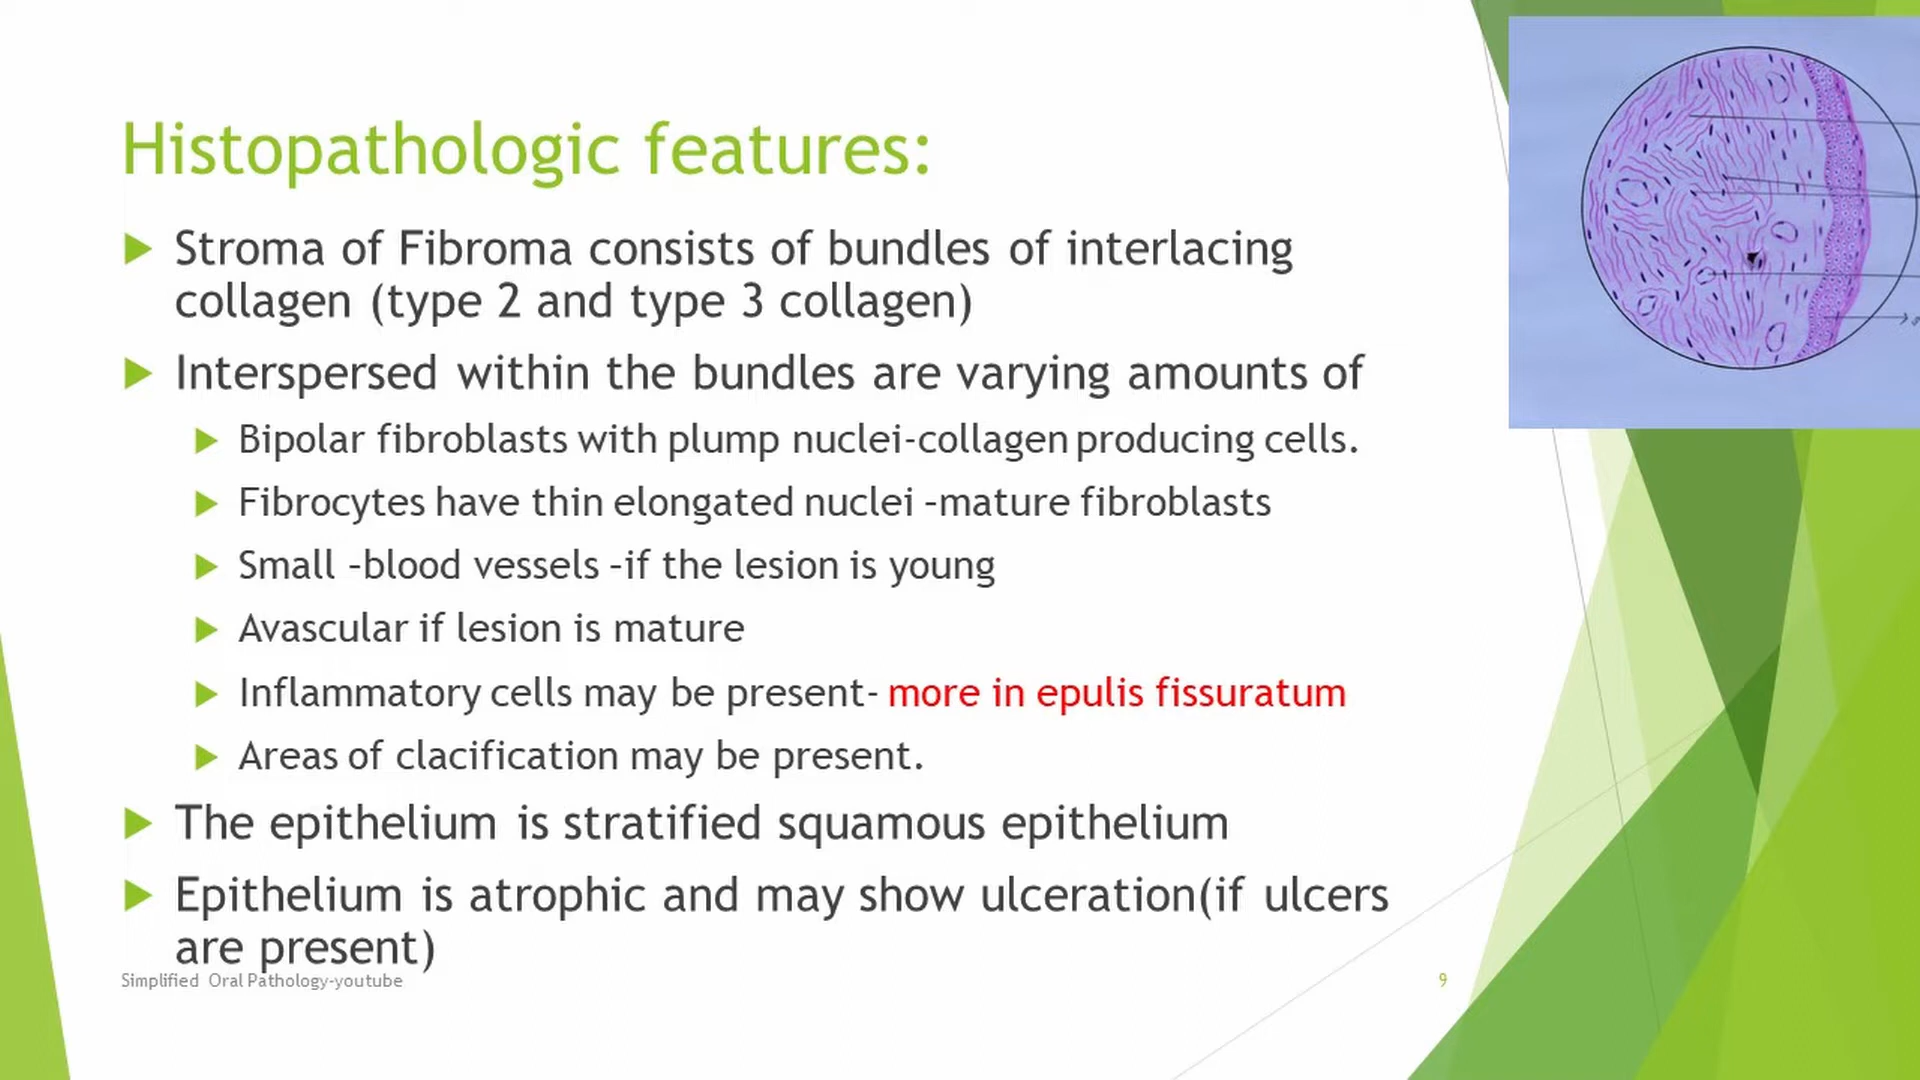 Histopathologic features:
Stroma of Fibroma consists of bundles of interlacing
collagen (type 2 and type 3 collagen)
Interspersed within the bundles are varying amounts of
Bipolar fibroblasts with plump nuclei-collagen producing cells.
Fibrocytes have thin elongated nuclei –mature fibroblasts
Small –blood vessels –if the lesion is young
Avascular if lesion is mature
Inflammatory cells may be present- more in epulis fissuratum
Areas of clacification may be present.
The epithelium is stratified squamous epithelium
Epithelium is atrophic and may show ulceration(if ulcers
are present)
Simplified Oral Pathology-youtube
9